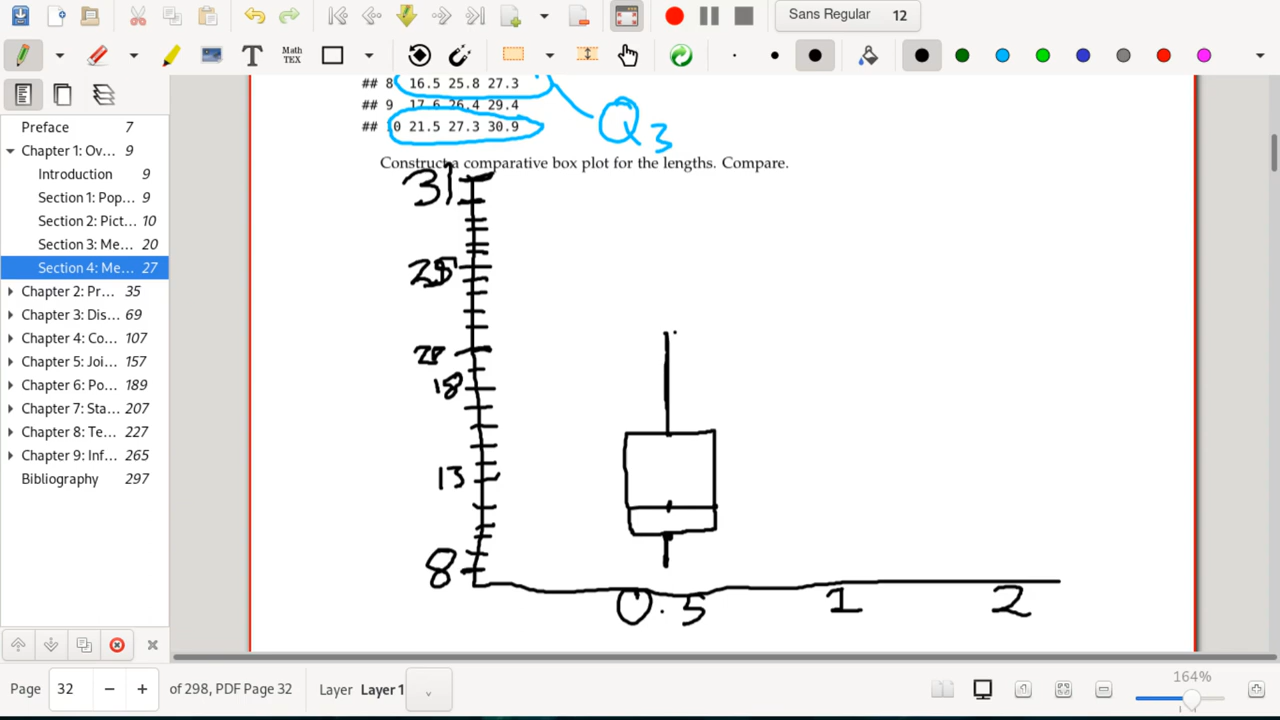 Sans Regular 12
T Math TEX
Preface 7
Chapter 1: Ov... 9
Introduction 9
Section 1: Pop... 9
Section 2: Pict... 10
Section 3: Me... 20
Section 4: Me... 27
Chapter 2: Pr... 35
Chapter 3: Dis... 69
Chapter 4: Co... 107
Chapter 5: Joi... 157
Chapter 6: Po... 189
Chapter 7: Sta... 207
Chapter 8: Te... 227
Chapter 9: Inf... 265
Bibliography 297
## 8 16.5 25.8 27.3
## 9 17.6 26.4 29.4
## 10 21.5 27.3 30.9
Q3
Construct a comparative box plot for the lengths. Compare.
31
25
18
13
8
0.5 1 2
Page 32 of 298, PDF Page 32 Layer Layer 1 164%